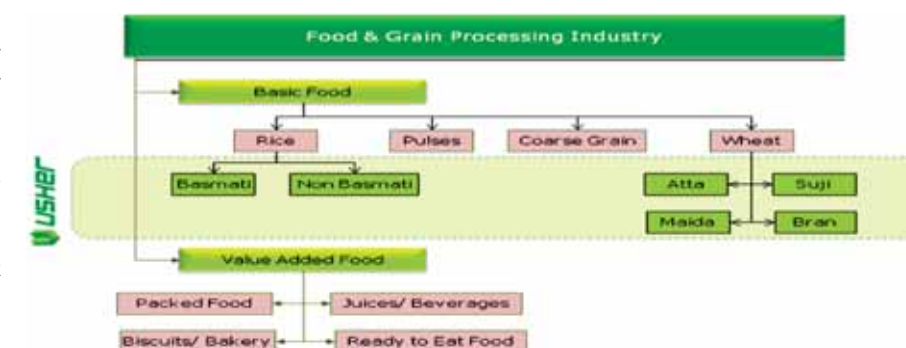 Food & Grain Processing Industry
Basic Food
Rice Pulses Coarse Grain Wheat
USHER
Basmati Non Basmati Atta Suji
Maida Bran
Value Added Food
Packed Food Juices/ Beverages
Biscuits/ Bakery Ready to Eat Food